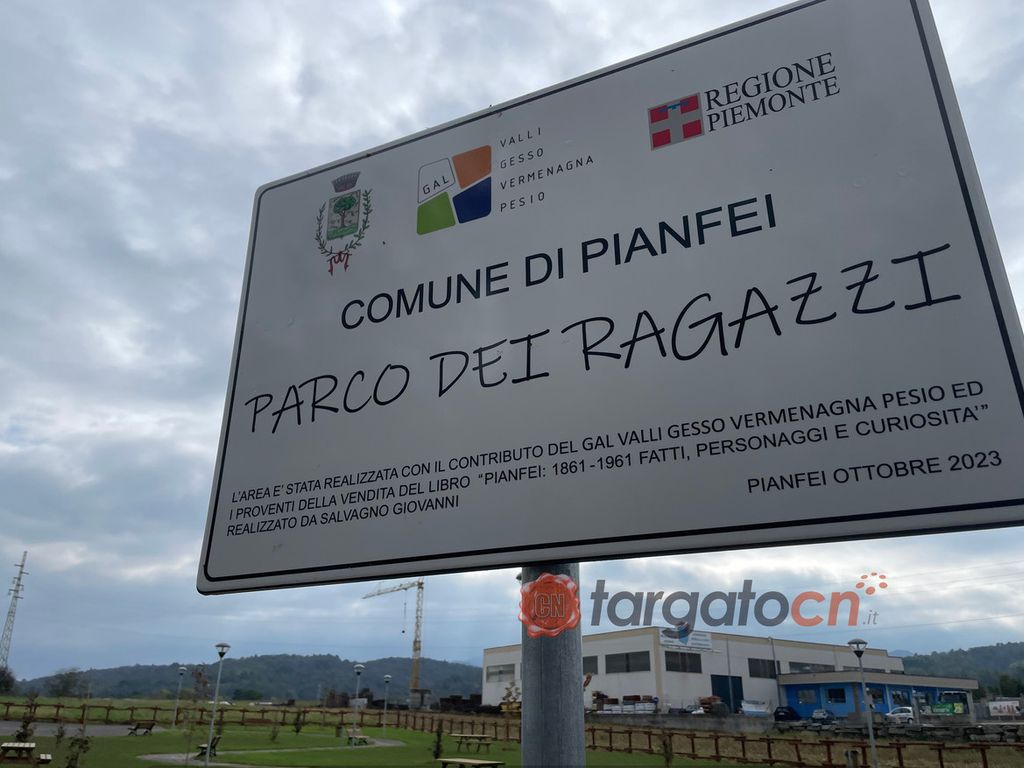 GAL
VALLI
GESSO
VERMENAGNA
PESIO
REGIONE
PIEMONTE
COMUNE DI PIANFEI
PARCO DEI RAGAZZI
L'AREA E' STATA REALIZZATA CON IL CONTRIBUTO DEL GAL VALLI GESSO VERMENAGNA PESIO ED
I PROVENTI DELLA VENDITA DEL LIBRO "PIANFEI: 1861 -1961 FATTI, PERSONAGGI E CURIOSITA'"
REALIZZATO DA SALVAGNO GIOVANNI
PIANFEI OTTOBRE 2023
CN targatocn.it